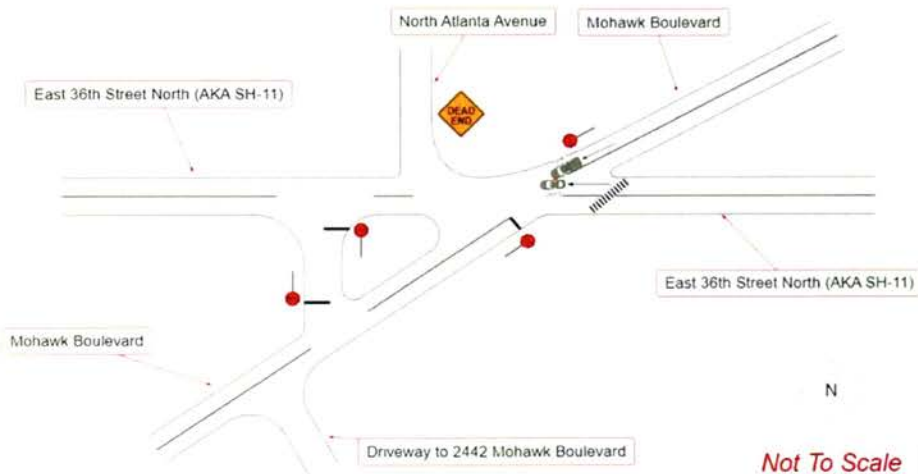 North Atlanta Avenue
Mohawk Boulevard
East 36th Street North (AKA SH-11)
DEAD
END
East 36th Street North (AKA SH-11)
Mohawk Boulevard
N
Driveway to 2442 Mohawk Boulevard
Not To Scale